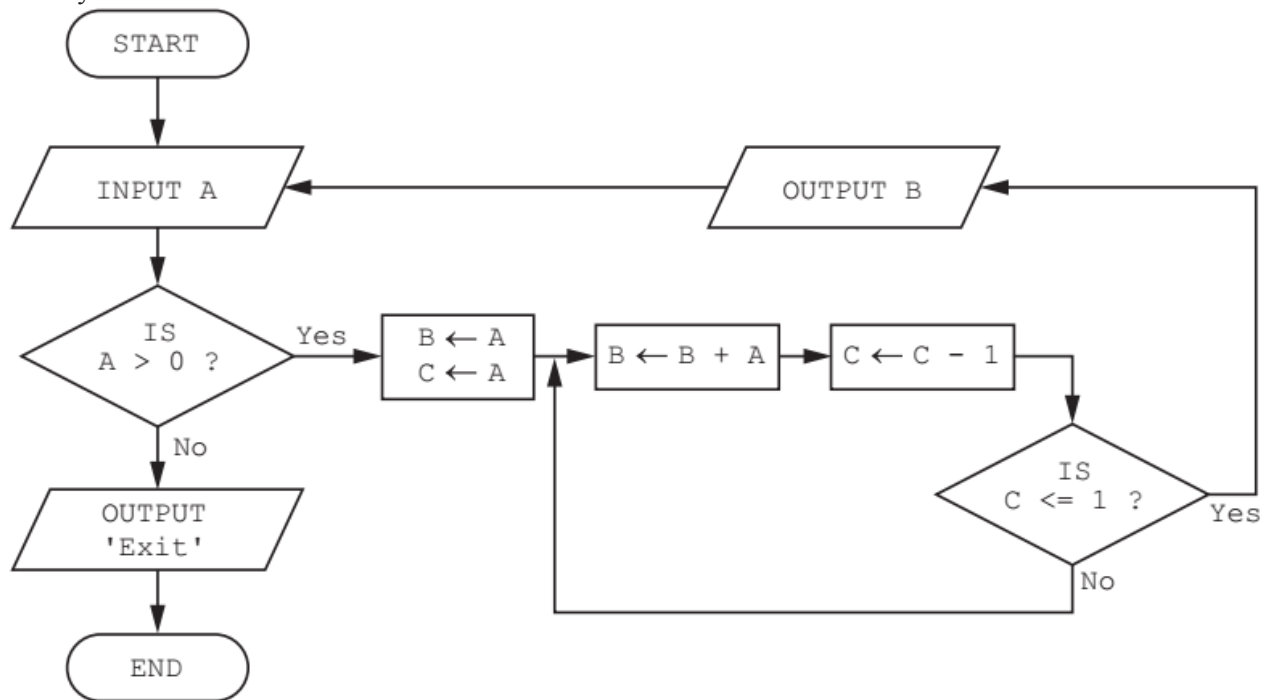 START
INPUT A
OUTPUT B
IS
A > 0 ?
Yes
B ← A
C ← A
B ← B + A
C ← C - 1
No
IS
C <= 1 ?
Yes
No
OUTPUT
'Exit'
END